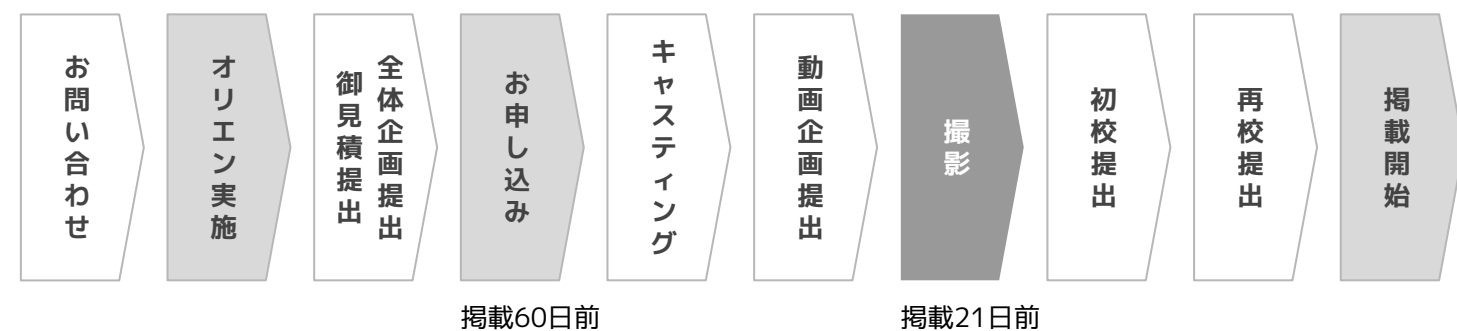 お問い合わせ
オリエン実施
全体企画提出
御見積提出
お申し込み
キャスティング
動画企画提出
撮影
初校提出
再校提出
掲載開始
掲載60日前
掲載21日前